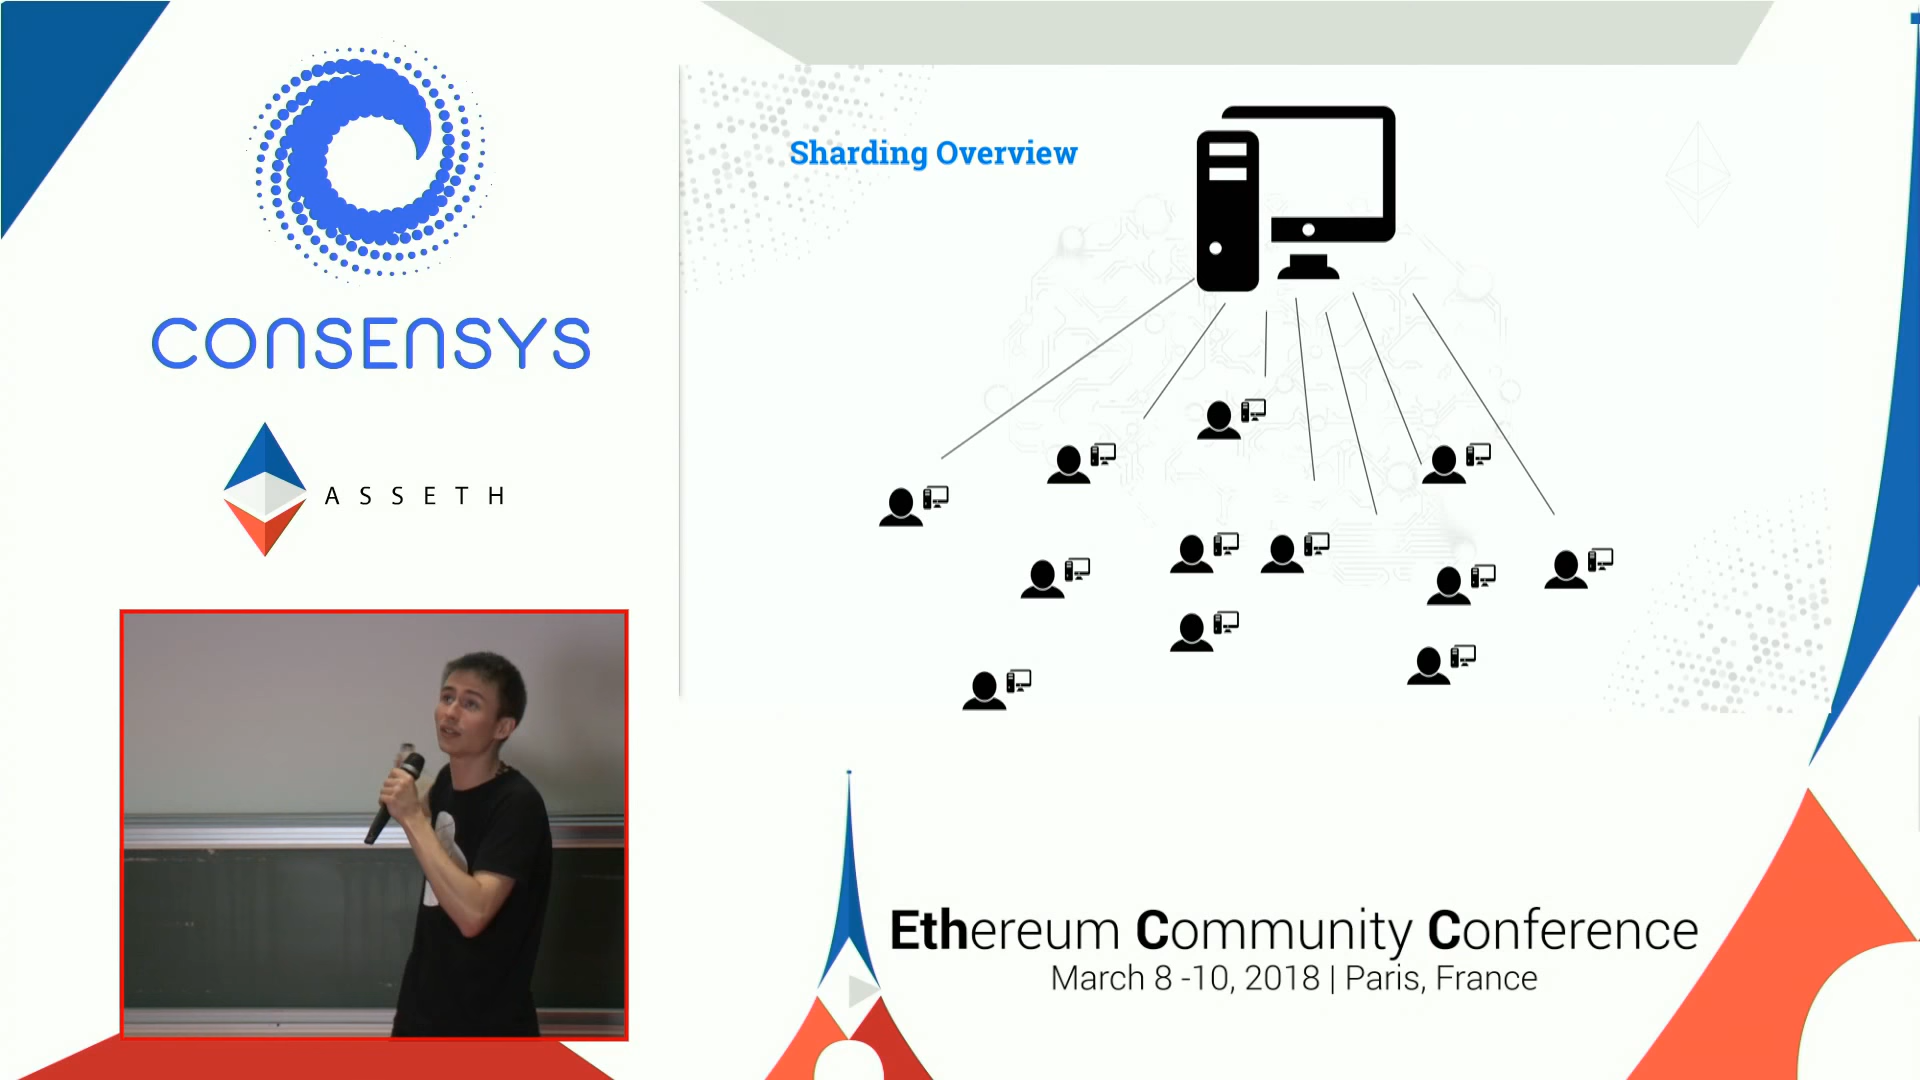 CONSENSYS
ASSETH
Sharding Overview
Ethereum Community Conference
March 8 -10, 2018 | Paris, France